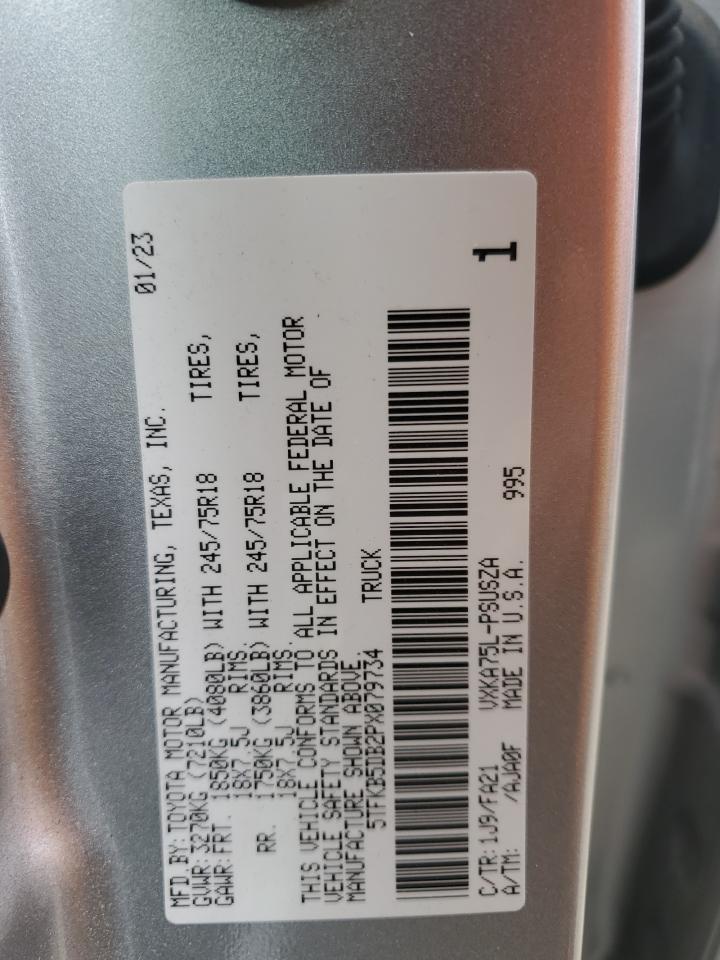 MFD.BY:TOYOTA MOTOR MANUFACTURING, TEXAS, INC. 01/23
GVWR:3270KG (7210LB)
GAWR:FRT. 1850KG (4080LB) WITH 245/75R18 TIRES,
18X7.5J RIMS.
RR. 1750KG (3860LB) WITH 245/75R18 TIRES,
18X7.5J RIMS.
THIS VEHICLE CONFORMS TO ALL APPLICABLE FEDERAL MOTOR
VEHICLE SAFETY STANDARDS IN EFFECT ON THE DATE OF
MANUFACTURE SHOWN ABOVE.
5TFKB5DB2PX079734 TRUCK
C/TR:1J9/FA21 VXKA75L-PSUSZA 1
A/TM: /AJA0F MADE IN U.S.A. 995